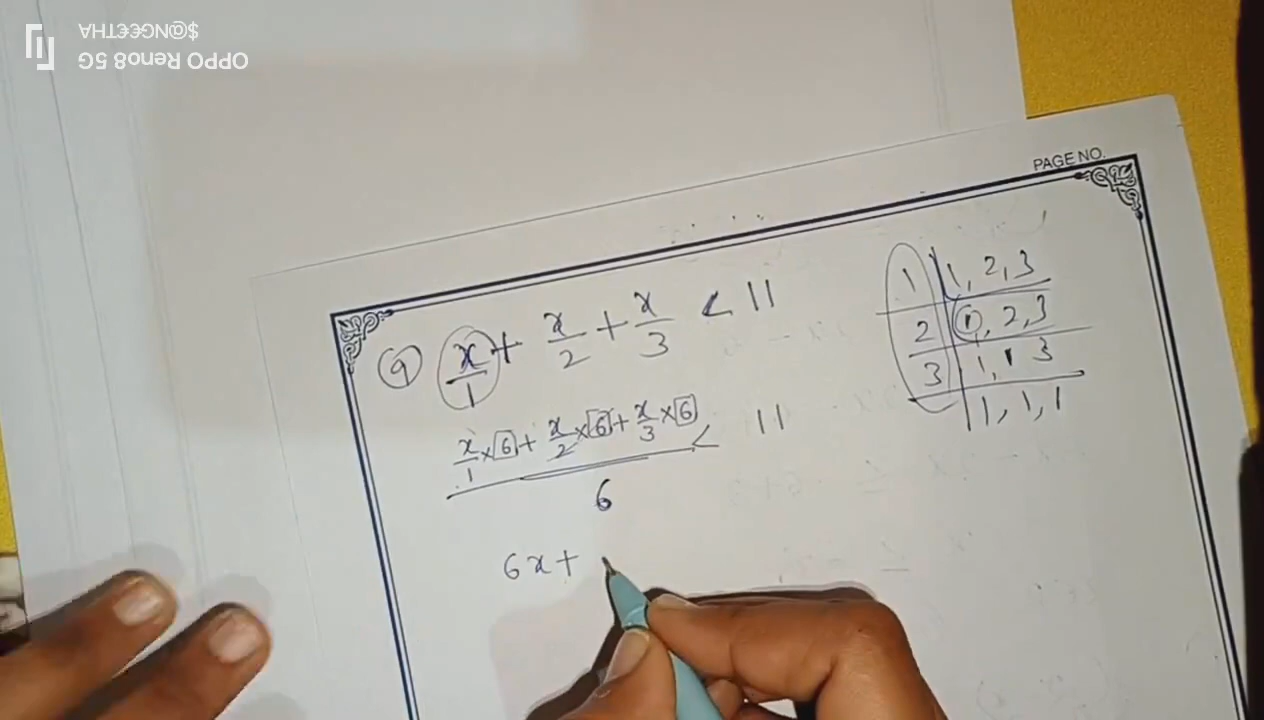 $@NGEETHA
OPPO Reno8 5G
PAGE NO.
9 x/1 + x/2 + x/3 < 11
x/1 × 6 + x/2 × 6 + x/3 × 6 < 11
6
6x +
1 | 1, 2, 3
2 | 1, 2, 3
3 | 1, 1 3
1, 1, 1